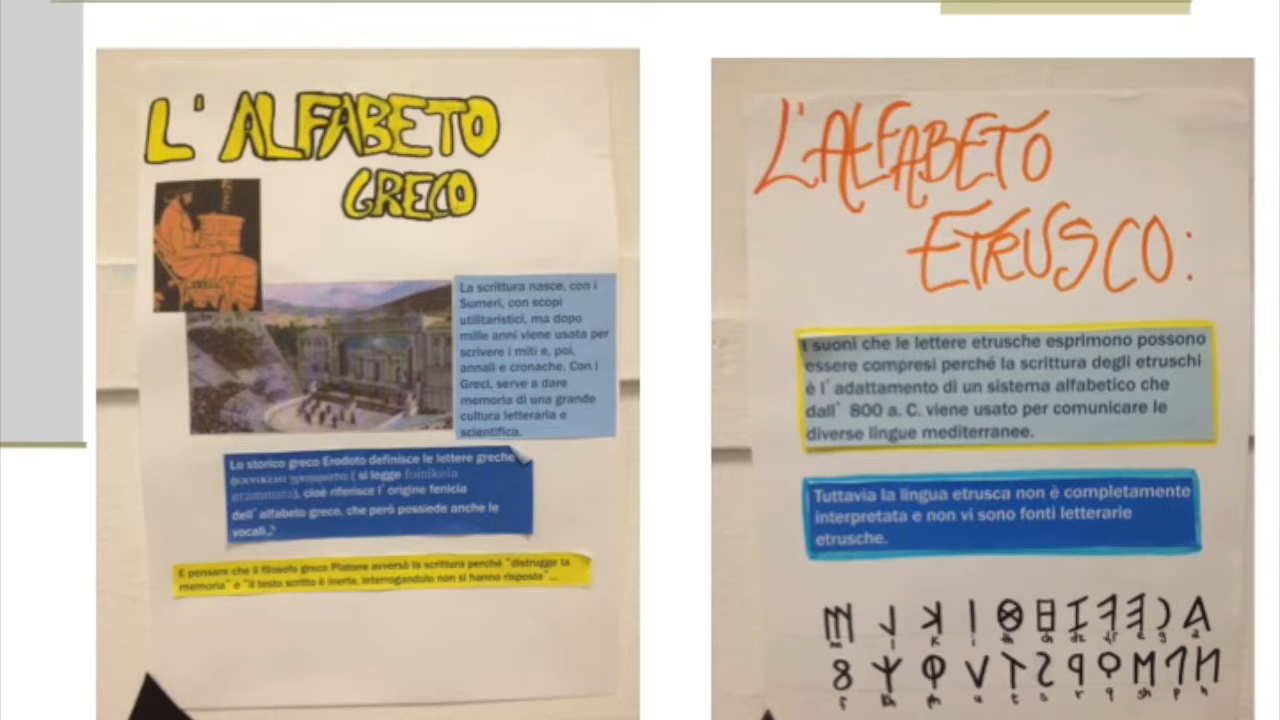 L'ALFABETO
GRECO
La scrittura nasce, con i
Sumeri, con scopi
utilitaristici, ma dopo
mille anni viene usata per
scrivere i miti e, poi,
annali e cronache. Con i
Greci, serve a dare
memoria di una grande
cultura letteraria e
scientifica.
Lo storico greco Erodoto definisce le lettere greche
( si legge foinikeia
grammata), cioè riferisce l'origine fenicia
dell'alfabeto greco, che però possiede anche le
vocali.
E pensare che il filosofo greco Platone avversò la scrittura perché "distrugge la
memoria" e "il testo scritto è inerte, interrogandolo non si hanno risposte"...
L'ALFABETO
ETRUSCO:
I suoni che le lettere etrusche esprimono possono
essere compresi perché la scrittura degli etruschi
è l'adattamento di un sistema alfabetico che
dall' 800 a. C. viene usato per comunicare le
diverse lingue mediterranee.
Tuttavia la lingua etrusca non è completamente
interpretata e non vi sono fonti letterarie
etrusche.